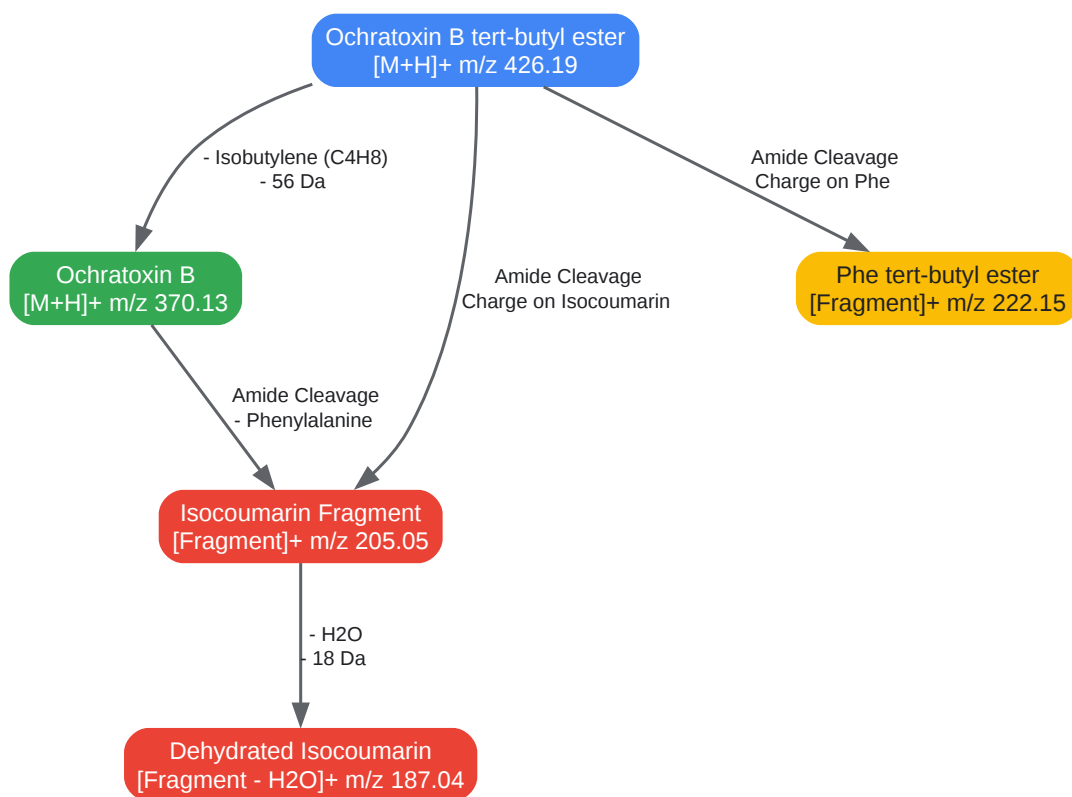 Ochratoxin B tert-butyl ester
[M+H]+ m/z 426.19
- Isobutylene (C4H8)
- 56 Da
Amide Cleavage
Charge on Phe
Ochratoxin B
[M+H]+ m/z 370.13
Amide Cleavage
Charge on Isocoumarin
Phe tert-butyl ester
[Fragment]+ m/z 222.15
Amide Cleavage
- Phenylalanine
Isocoumarin Fragment
[Fragment]+ m/z 205.05
- H2O
- 18 Da
Dehydrated Isocoumarin
[Fragment - H2O]+ m/z 187.04